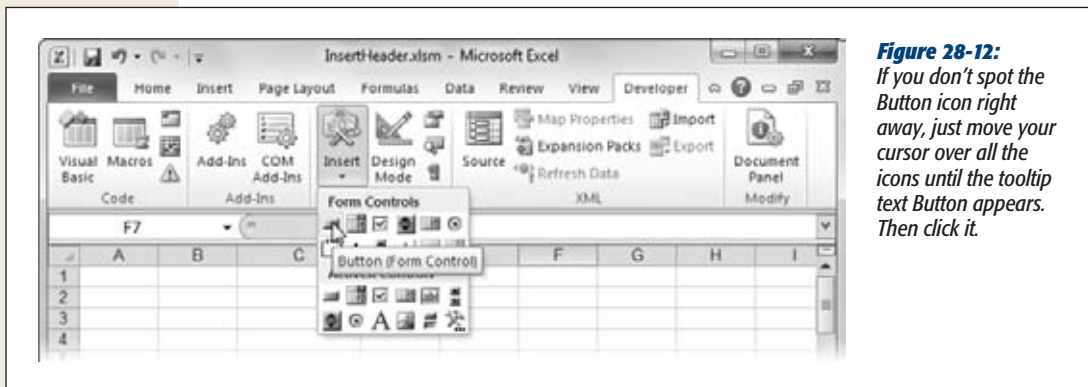 InsertHeader.xlsm - Microsoft Excel
File Home Insert Page Layout Formulas Data Review View Developer
Visual Basic
Macros
Code
Add-Ins
COM Add-Ins
Add-Ins
Insert
Design Mode
Source
Map Properties
Expansion Packs
Refresh Data
Import
Export
XML
Document Panel
Modify
Form Controls
Button (Form Control)
F7
A B C F G H I
1
2
3
4
Figure 28-12:
If you don’t spot the
Button icon right
away, just move your
cursor over all the
icons until the tooltip
text Button appears.
Then click it.